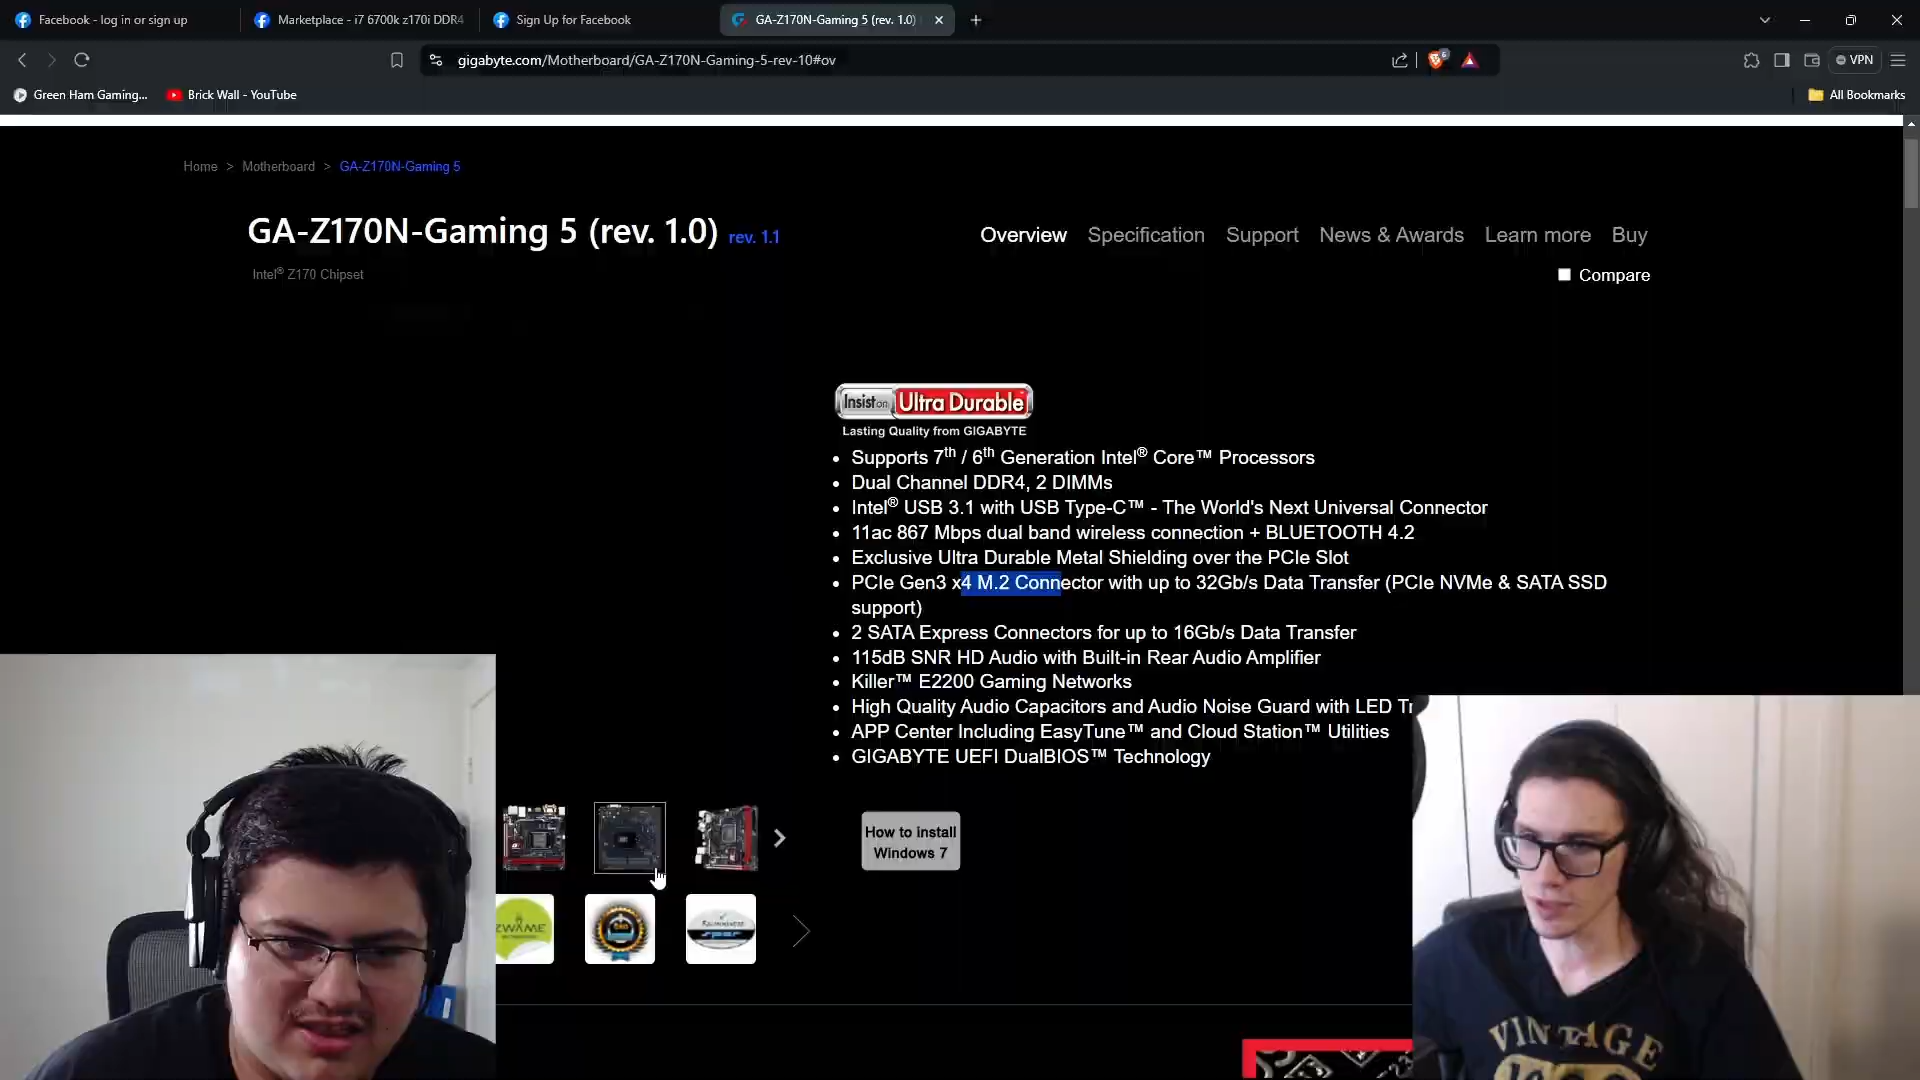 Facebook - log in or sign up
Marketplace - i7 6700k z170i DDR4
Sign Up for Facebook
GA-Z170N-Gaming 5 (rev. 1.0)
gigabyte.com/Motherboard/GA-Z170N-Gaming-5-rev-10#ov
6
VPN
Green Ham Gaming...
Brick Wall - YouTube
All Bookmarks
Home > Motherboard > GA-Z170N-Gaming 5
GA-Z170N-Gaming 5 (rev. 1.0) rev. 1.1
Overview Specification Support News & Awards Learn more Buy
Intel® Z170 Chipset
Compare
Insist on Ultra Durable™
Lasting Quality from GIGABYTE
• Supports 7th / 6th Generation Intel® Core™ Processors
• Dual Channel DDR4, 2 DIMMs
• Intel® USB 3.1 with USB Type-C™ - The World's Next Universal Connector
• 11ac 867 Mbps dual band wireless connection + BLUETOOTH 4.2
• Exclusive Ultra Durable Metal Shielding over the PCIe Slot
• PCIe Gen3 x4 M.2 Connector with up to 32Gb/s Data Transfer (PCIe NVMe & SATA SSD
support)
• 2 SATA Express Connectors for up to 16Gb/s Data Transfer
• 115dB SNR HD Audio with Built-in Rear Audio Amplifier
• Killer™ E2200 Gaming Networks
• High Quality Audio Capacitors and Audio Noise Guard with LED Tr
• APP Center Including EasyTune™ and Cloud Station™ Utilities
• GIGABYTE UEFI DualBIOS™ Technology
How to install
Windows 7
ZWAME
VINTAGE